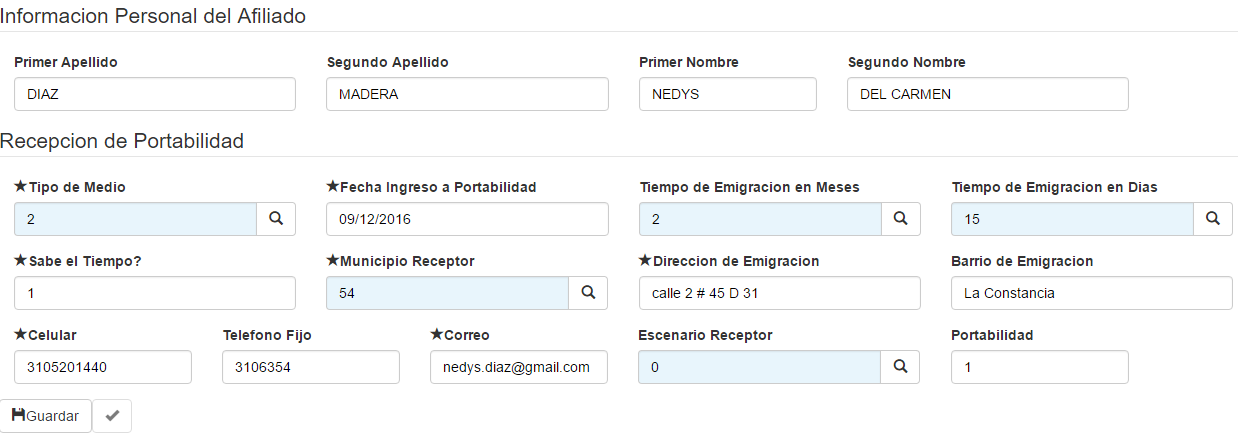 Informacion Personal del Afiliado
Primer Apellido Segundo Apellido Primer Nombre Segundo Nombre
DIAZ MADERA NEDYS DEL CARMEN
Recepcion de Portabilidad
★Tipo de Medio ★Fecha Ingreso a Portabilidad Tiempo de Emigracion en Meses Tiempo de Emigracion en Dias
2 09/12/2016 2 15
★Sabe el Tiempo? ★Municipio Receptor ★Direccion de Emigracion Barrio de Emigracion
1 54 calle 2 # 45 D 31 La Constancia
★Celular Telefono Fijo ★Correo Escenario Receptor Portabilidad
3105201440 3106354 nedys.diaz@gmail.com 0 1
Guardar